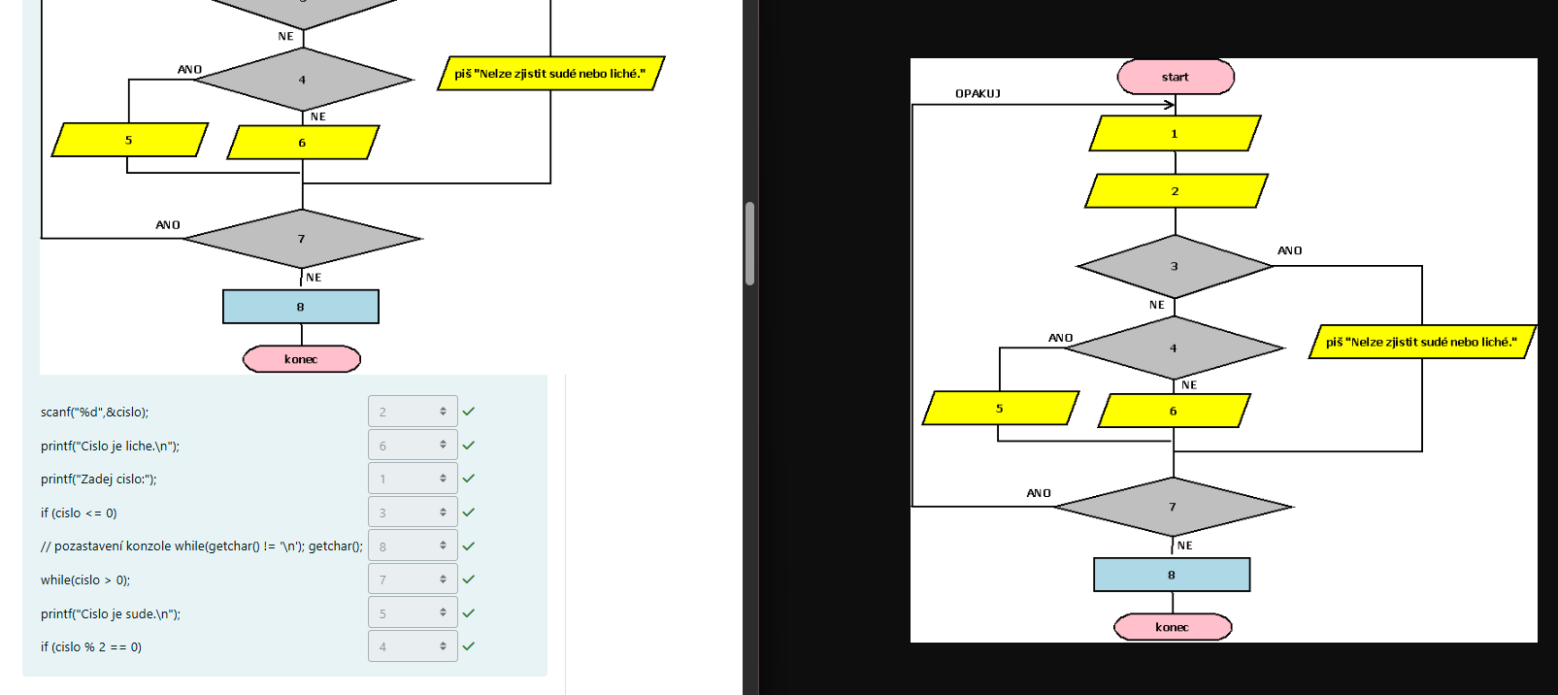 NE
ANO
4
piš "Nelze zjistit sudé nebo liché."
NE
5
6
ANO
7
NE
8
konec
scanf("%d",&cislo);
2
printf("Cislo je liche.\n");
6
printf("Zadej cislo:");
1
if (cislo <= 0)
3
// pozastavení konzole while(getchar() != '\n'); getchar();
8
while(cislo > 0);
7
printf("Cislo je sude.\n");
5
if (cislo % 2 == 0)
4
start
OPAKUJ
1
2
ANO
3
NE
ANO
4
piš "Nelze zjistit sudé nebo liché."
NE
5
6
ANO
7
NE
8
konec